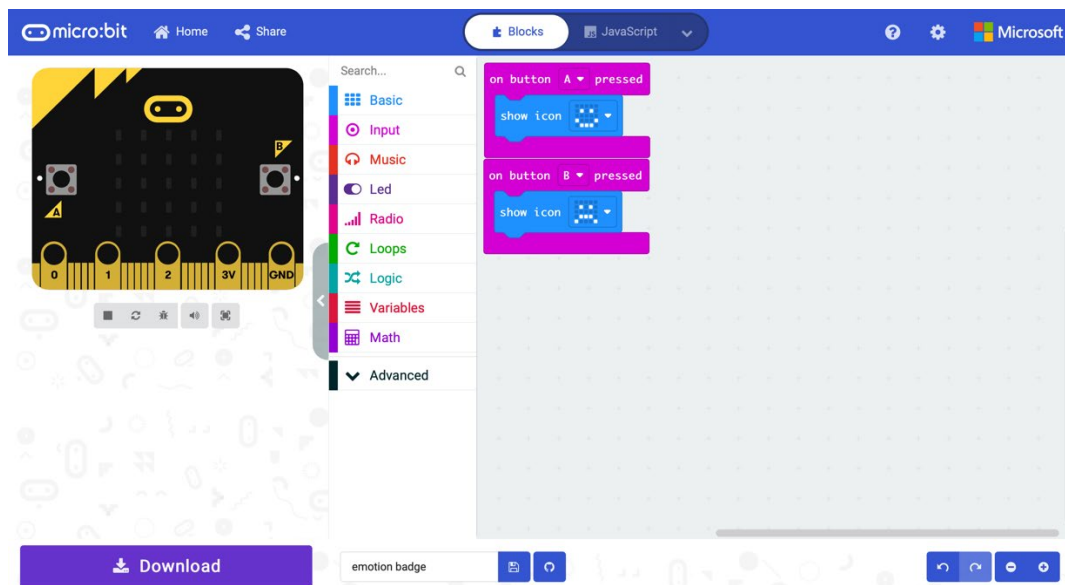 micro:bit Home Share Blocks JavaScript Microsoft
Search...
Basic
Input
Music
Led
Radio
Loops
Logic
Variables
Math
Advanced
on button A pressed
show icon
on button B pressed
show icon
B
A
0 1 2 3V GND
Download
emotion badge